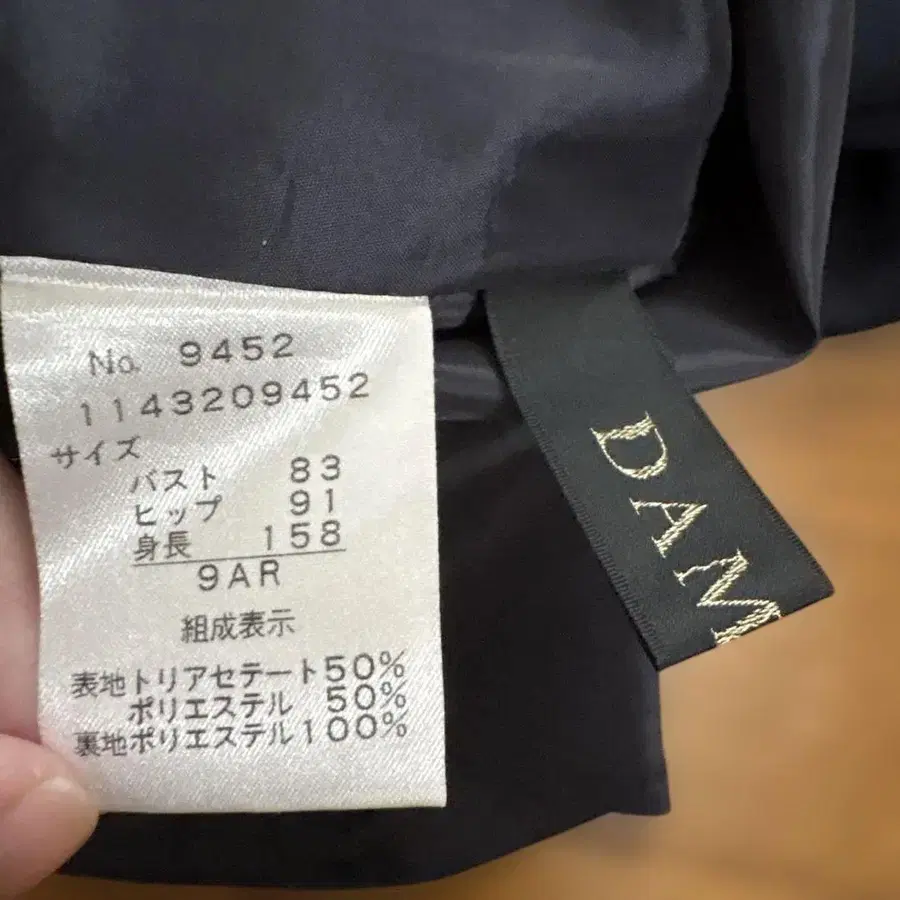 No. 9452
1143209452
サイズ
バスト 83
ヒップ 91
身長 158
9AR
組成表示
表地トリアセテート50%
ポリエステル 50%
裏地ポリエステル100%
DAM